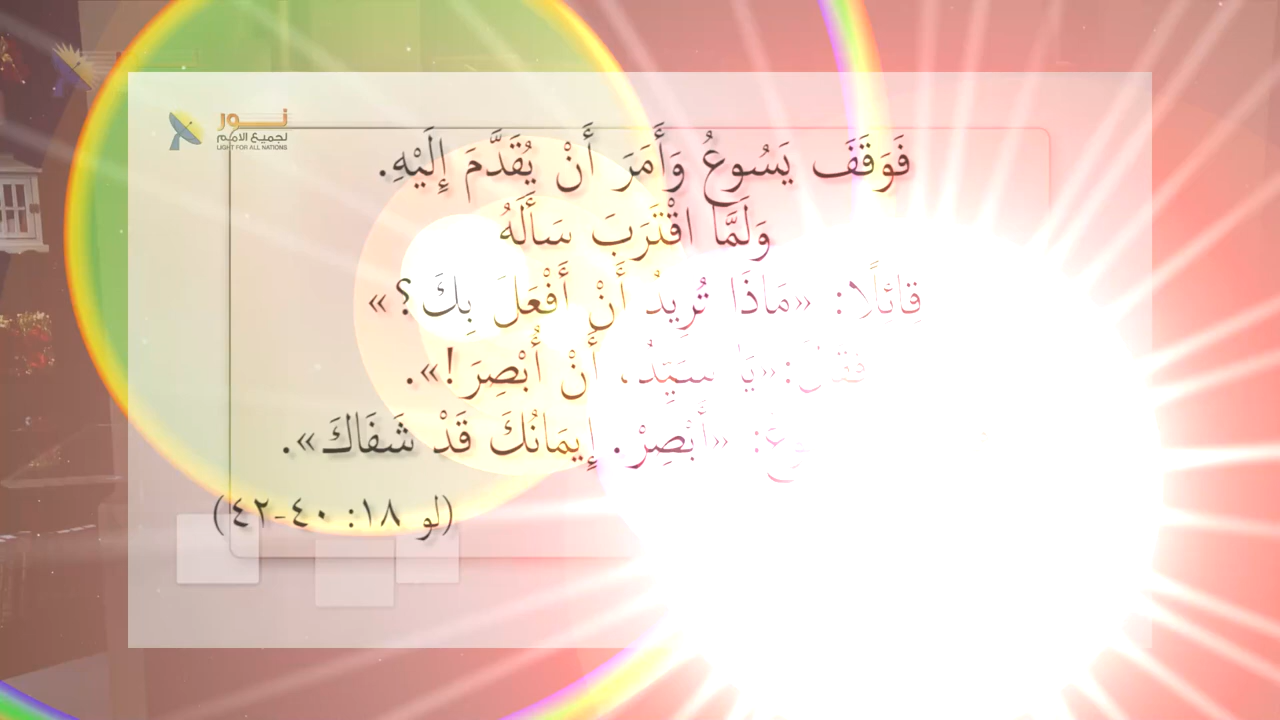 نور
لجميع الامم
LIGHT FOR ALL NATIONS
فَوَقَفَ يَسُوعُ وَأَمَرَ أَنْ يُقَدَّمَ إِلَيْهِ.
وَلَمَّا اقْتَرَبَ سَأَلَهُ
قِائِلًا: «مَاذَا تُرِيدُ أَنْ أَفْعَلَ بِكَ؟»
فَقَالَ:«يَا سَيِّدُ، أَنْ أُبْصِرَ!».
«أَبْصِرْ. إِيمَانُكَ قَدْ شَفَاكَ».
(لو ١٨: ٤٠-٤٢)